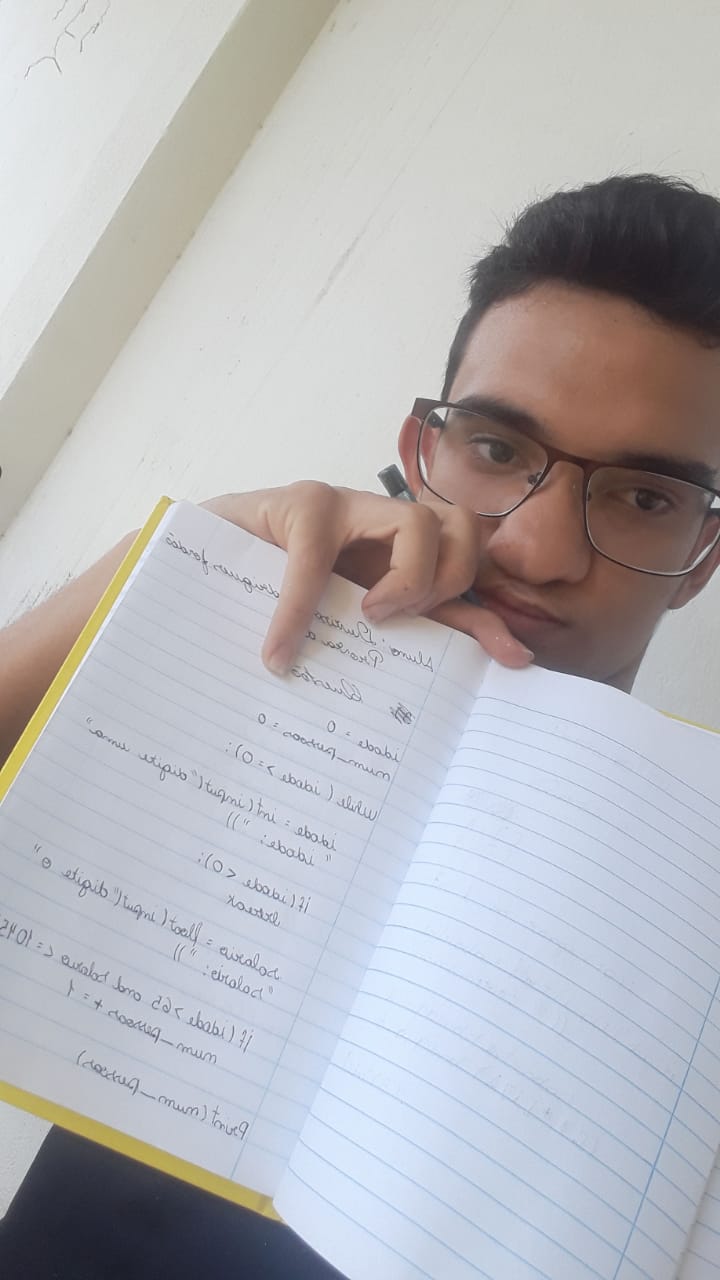 Aluno:
Prova
Questão
idade = 0
num_pessoas = 0
while (idade >= 0):
idade = int(input("digite uma"
"idade: "))
if (idade < 0):
break
salario = float(input("digite o"
"salario: "))
if (idade > 65 and salario <= 1045
num_pessoas += 1
Print (num_pessoas)